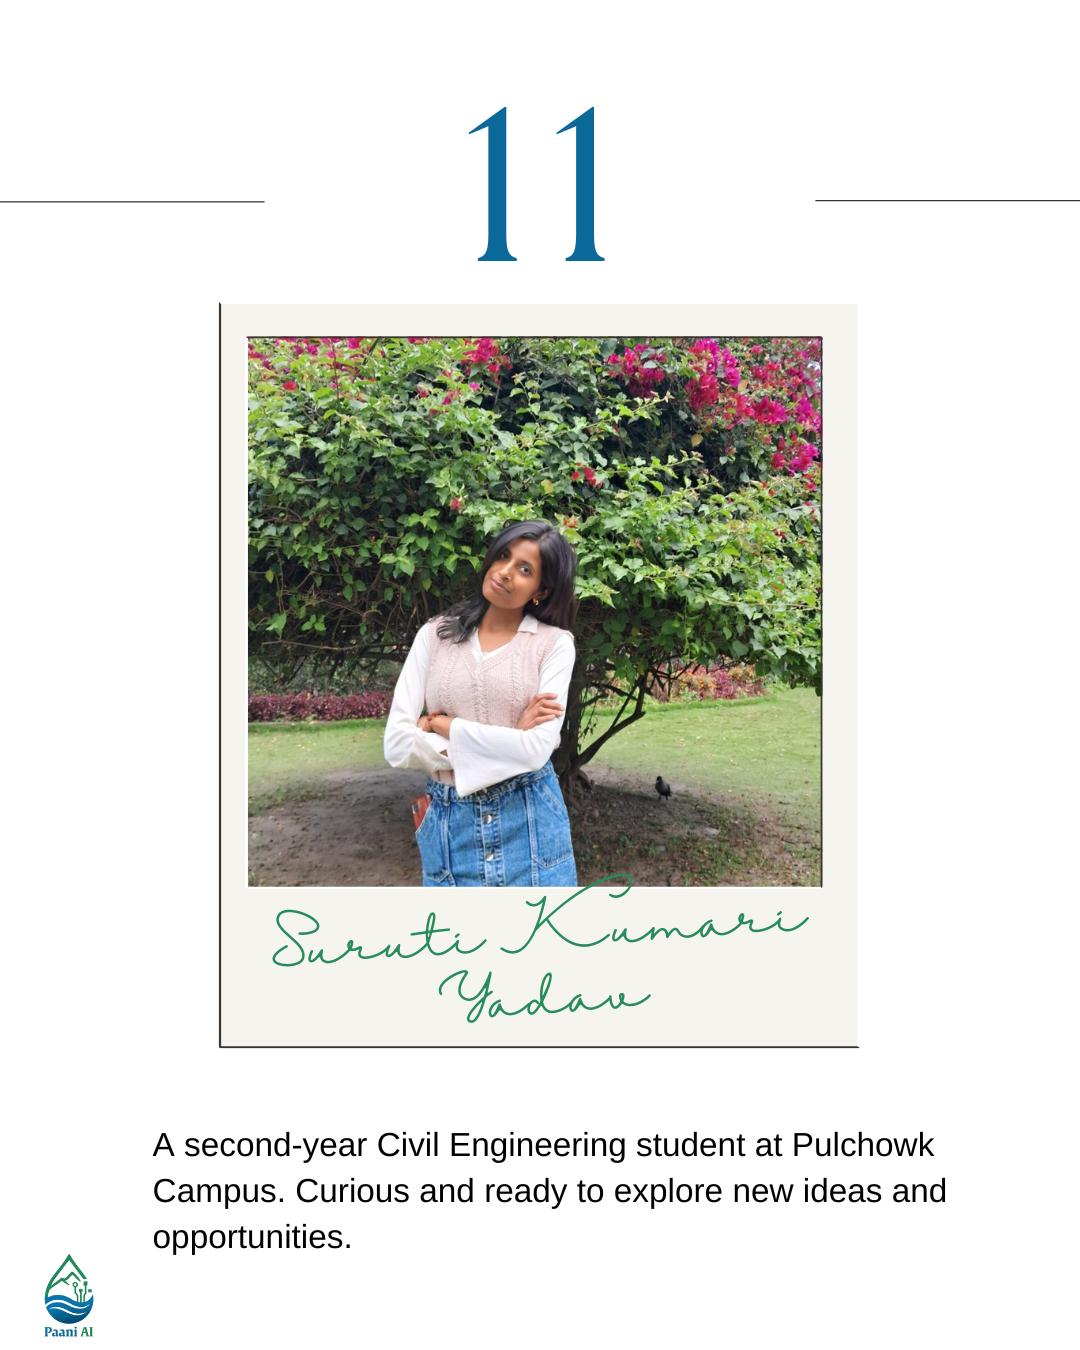 11
Suruti Kumari
Yadav
A second-year Civil Engineering student at Pulchowk
Campus. Curious and ready to explore new ideas and
opportunities.
Paani AI